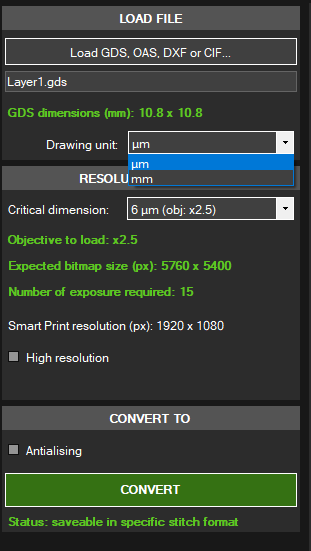 LOAD FILE
Load GDS, OAS, DXF or CIF...
Layer1.gds
GDS dimensions (mm): 10.8 x 10.8
Drawing unit: µm
µm
mm
RESOLU
Critical dimension: 6 µm (obj: x2.5)
Objective to load: x2.5
Expected bitmap size (px): 5760 x 5400
Number of exposure required: 15
Smart Print resolution (px): 1920 x 1080
High resolution
CONVERT TO
Antialising
CONVERT
Status: saveable in specific stitch format